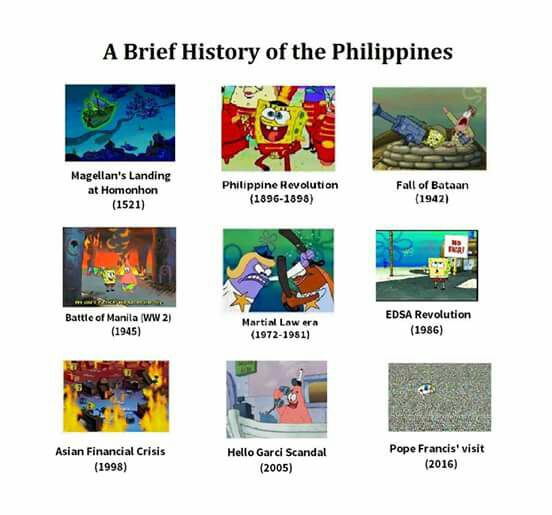 A Brief History of the Philippines
Magellan's Landing
at Homonhon
(1521)
Philippine Revolution
(1896-1898)
Fall of Bataan
(1942)
Battle of Manila (WW 2)
(1945)
Martial Law era
(1972-1981)
NO
FAIR!
EDSA Revolution
(1986)
Asian Financial Crisis
(1998)
Hello Garci Scandal
(2005)
Pope Francis' visit
(2016)